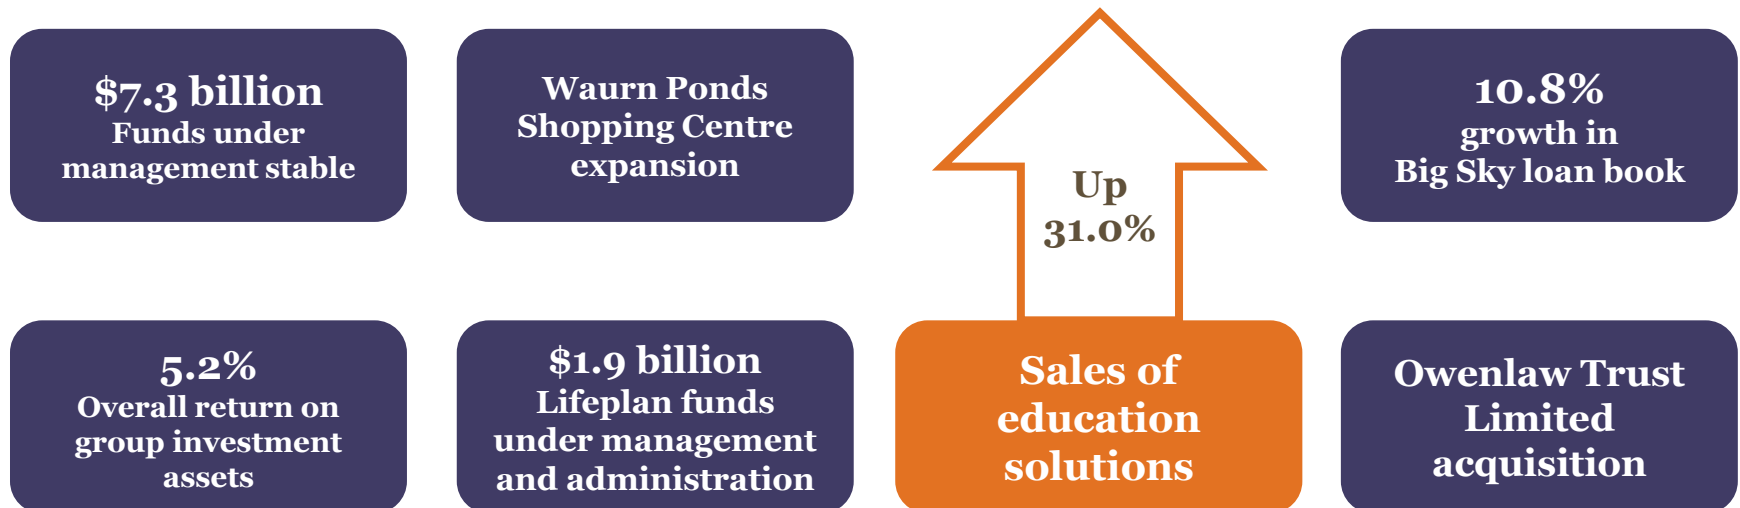 $7.3 billion
Funds under
management stable
Waurn Ponds
Shopping Centre
expansion
Up
31.0%
10.8%
growth in
Big Sky loan book
5.2%
Overall return on
group investment
assets
$1.9 billion
Lifeplan funds
under management
and administration
Sales of
education
solutions
Owenlaw Trust
Limited
acquisition